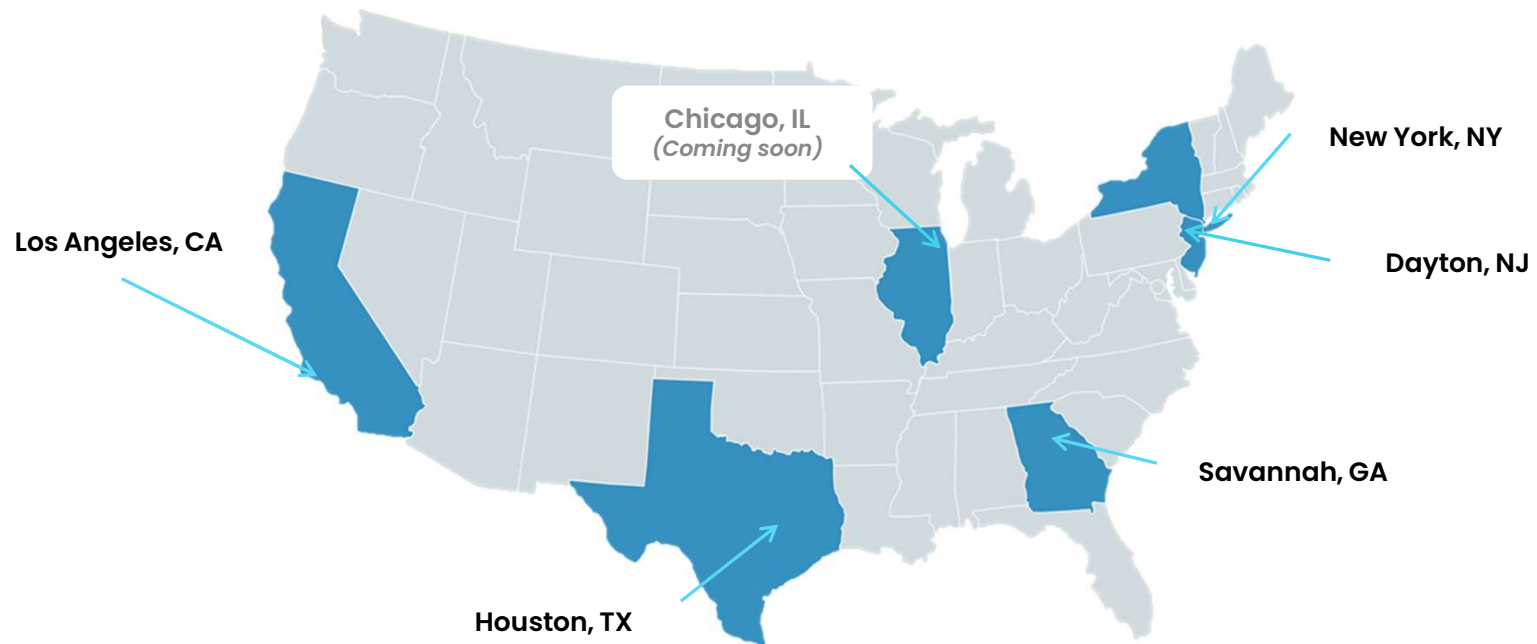 Chicago, IL
(Coming soon)
New York, NY
Los Angeles, CA
Dayton, NJ
Savannah, GA
Houston, TX